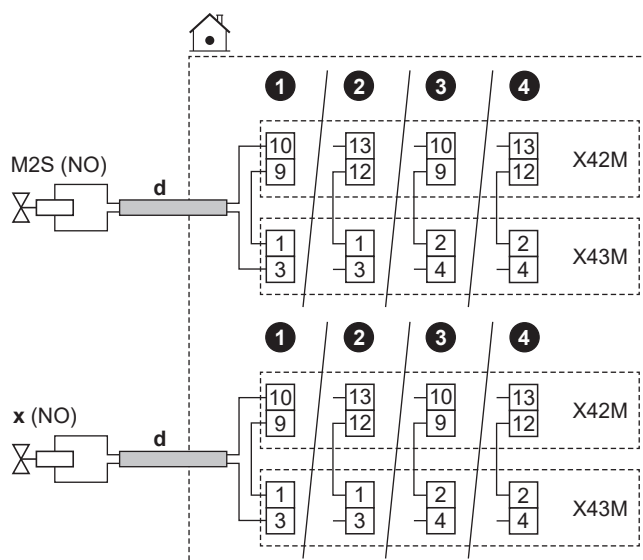 1 2 3 4
M2S (NO)
d
10 13 10 13
X42M
9 12 9 12
1 1 2 2
X43M
3 3 4 4
1 2 3 4
x (NO)
d
10 13 10 13
X42M
9 12 9 12
1 1 2 2
X43M
3 3 4 4